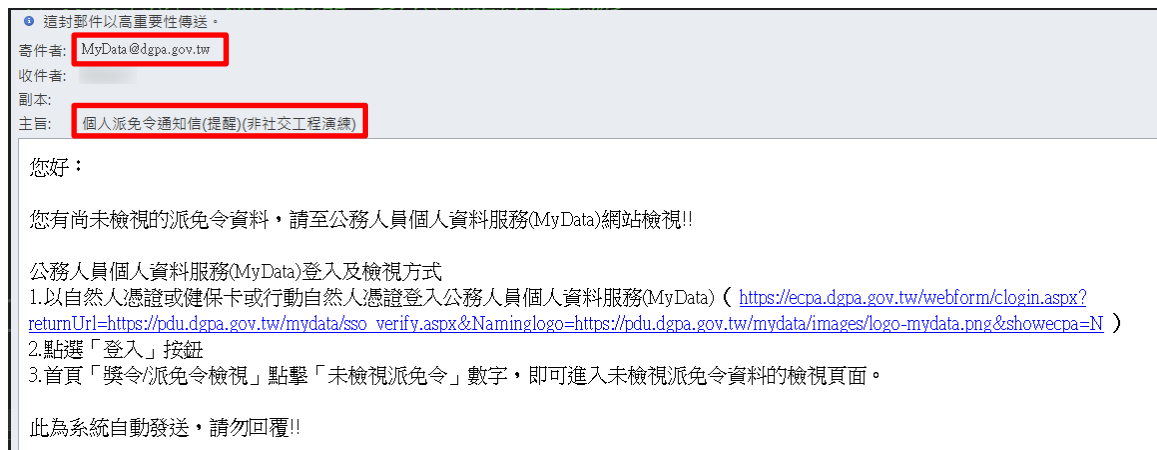 這封郵件以高重要性傳送。
寄件者: MyData@dgpa.gov.tw
收件者:
副本:
主旨: 個人派免令通知信(提醒)(非社交工程演練)
您好：
您有尚未檢視的派免令資料，請至公務人員個人資料服務(MyData)網站檢視!!
公務人員個人資料服務(MyData)登入及檢視方式
1.以自然人憑證或健保卡或行動自然人憑證登入公務人員個人資料服務(MyData)（ https://ecpa.dgpa.gov.tw/webform/clogin.aspx?
returnUrl=https://pdu.dgpa.gov.tw/mydata/sso_verify.aspx&Naminglogo=https://pdu.dgpa.gov.tw/mydata/images/logo-mydata.png&showecpa=N ）
2.點選「登入」按鈕
3.首頁「獎令/派免令檢視」點擊「未檢視派免令」數字，即可進入未檢視派免令資料的檢視頁面。
此為系統自動發送，請勿回覆!!